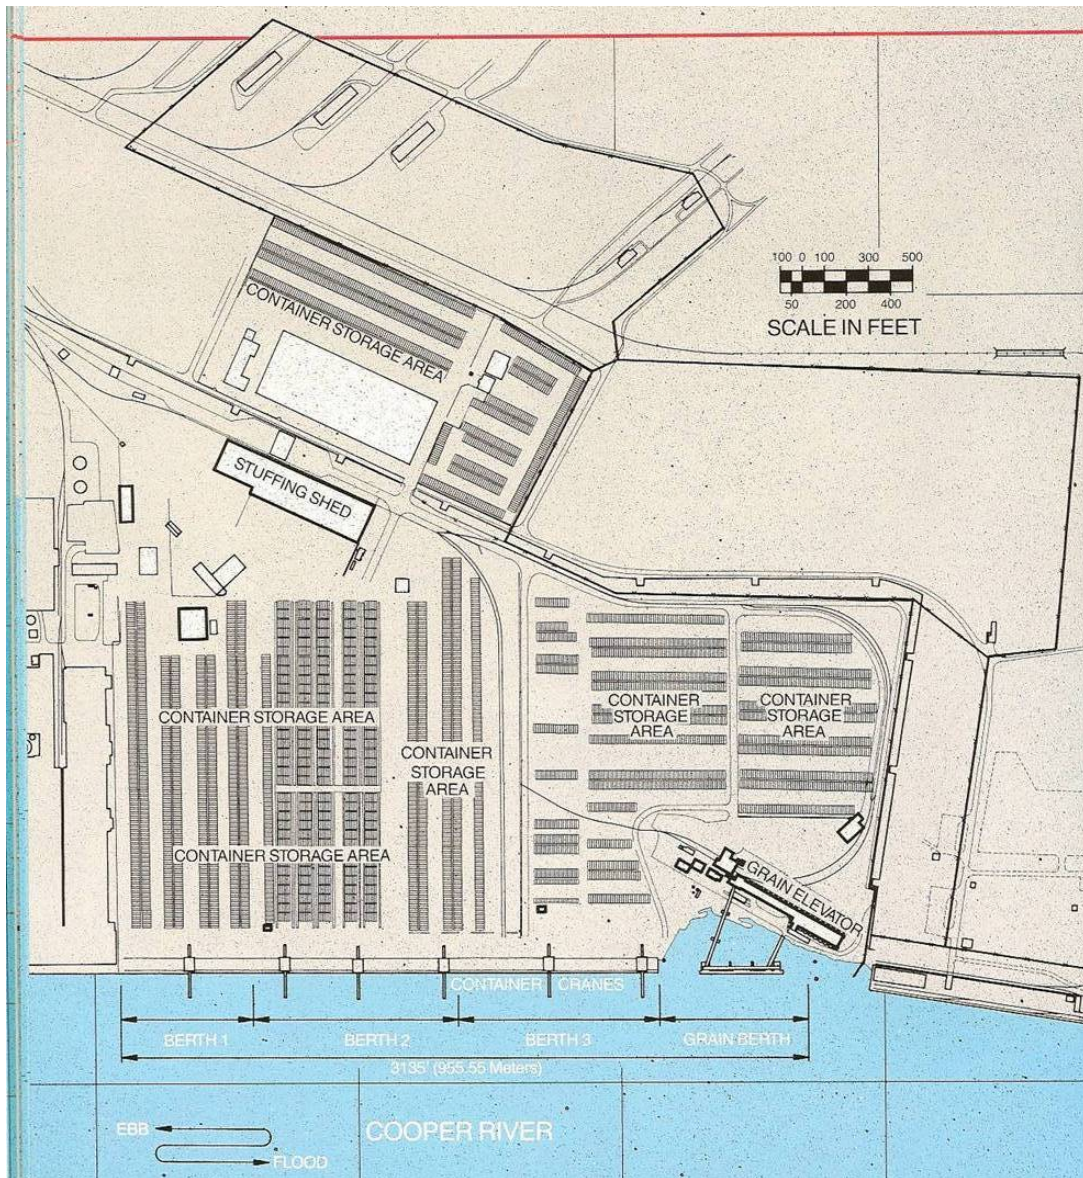 100 0 100 300 500
50 200 400
SCALE IN FEET
CONTAINER STORAGE AREA
STUFFING SHED
CONTAINER STORAGE AREA
CONTAINER
STORAGE
AREA
CONTAINER
STORAGE
AREA
CONTAINER
STORAGE
AREA
CONTAINER STORAGE AREA
GRAIN ELEVATOR
CONTAINER CRANES
BERTH 1
BERTH 2
BERTH 3
GRAIN BERTH
3135' (955.55 Meters)
EBB
FLOOD
COOPER RIVER